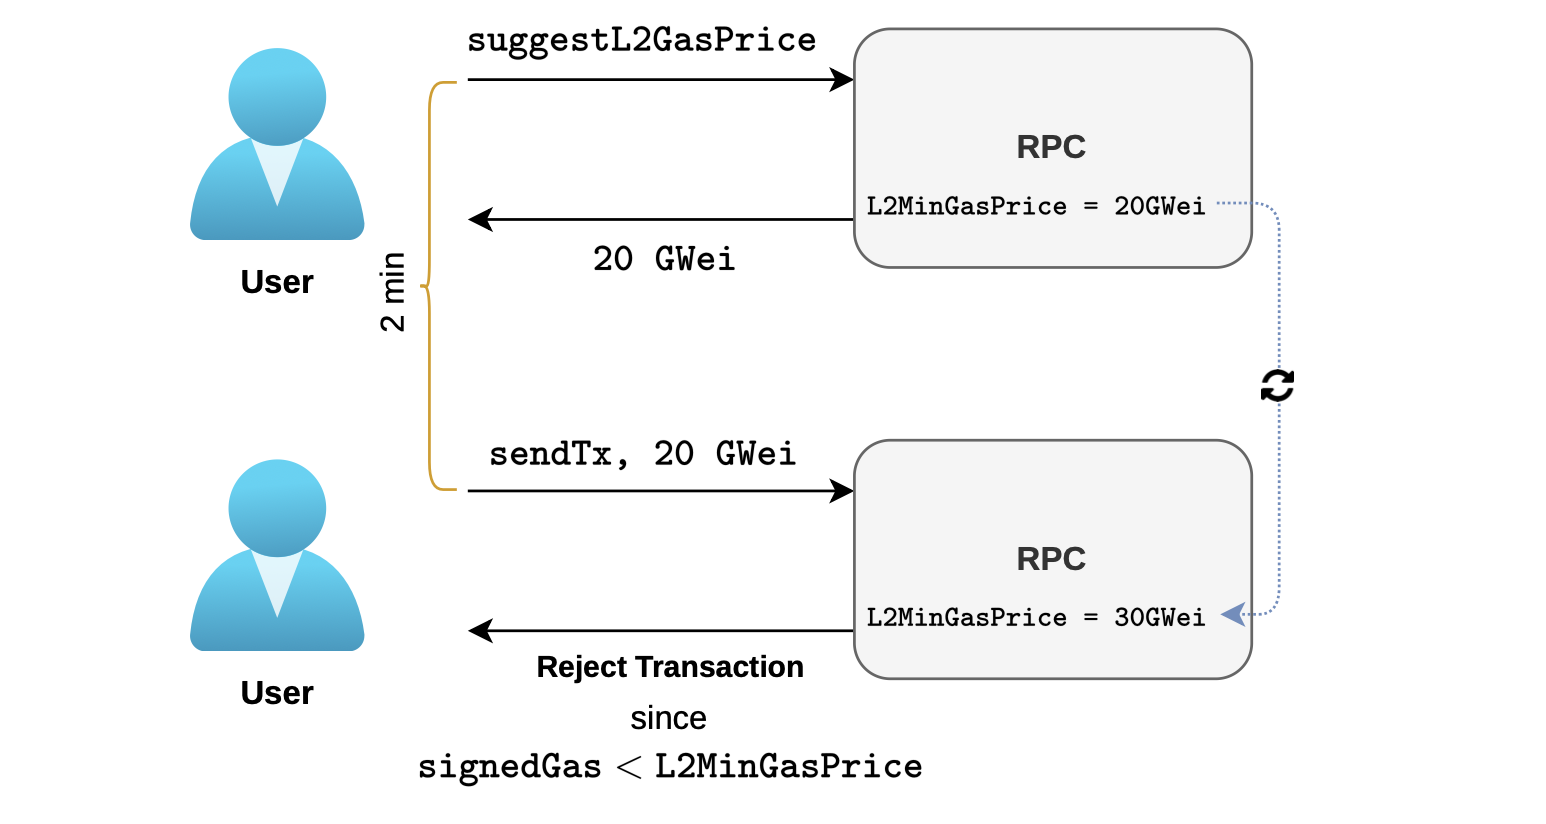 suggestL2GasPrice
RPC
L2MinGasPrice = 20GWei
20 GWei
User
2 min
sendTx, 20 GWei
RPC
L2MinGasPrice = 30GWei
Reject Transaction
User
since
signedGas < L2MinGasPrice